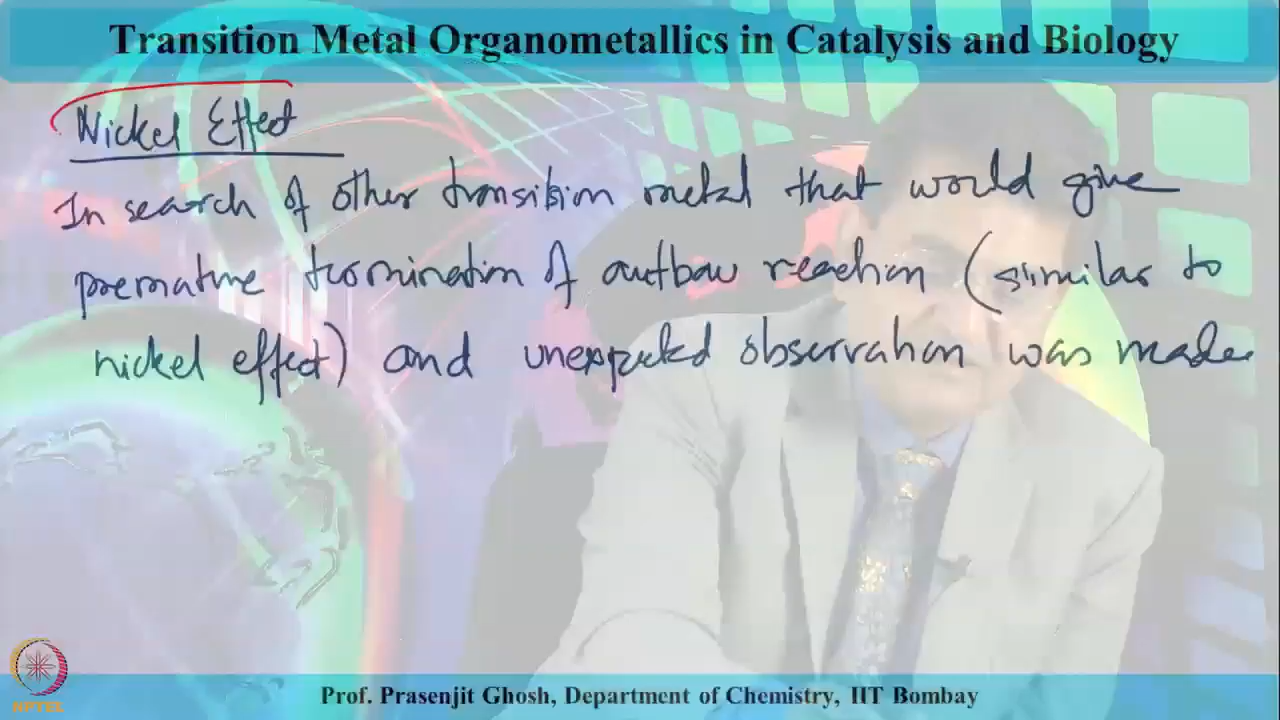 Transition Metal Organometallics in Catalysis and Biology
Nickel Effect
In search of other transition metal that would give
premature termination of aufbau reaction (similar to
nickel effect) and unexpected observation was made
Prof. Prasenjit Ghosh, Department of Chemistry, IIT Bombay
NPTEL